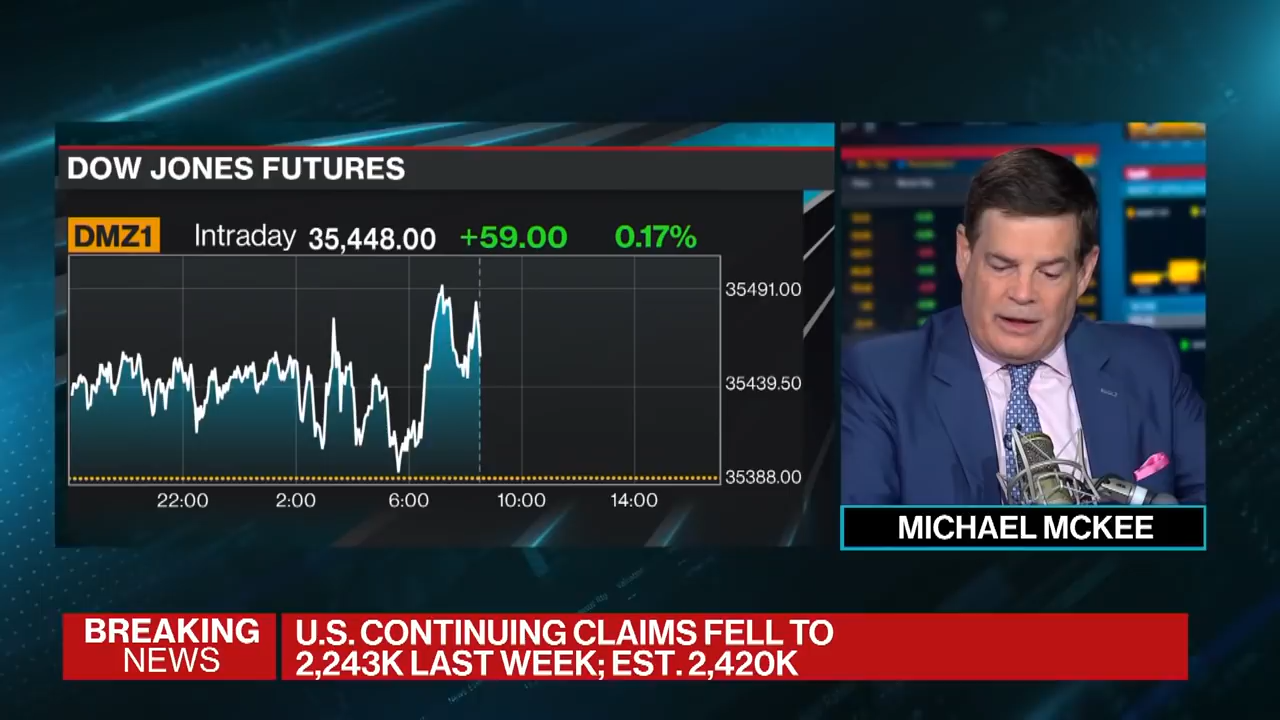 DOW JONES FUTURES
DMZ1 Intraday 35,448.00 +59.00 0.17%
35491.00
35439.50
35388.00
22:00 2:00 6:00 10:00 14:00
MICHAEL MCKEE
BREAKING
NEWS
U.S. CONTINUING CLAIMS FELL TO
2,243K LAST WEEK; EST. 2,420K